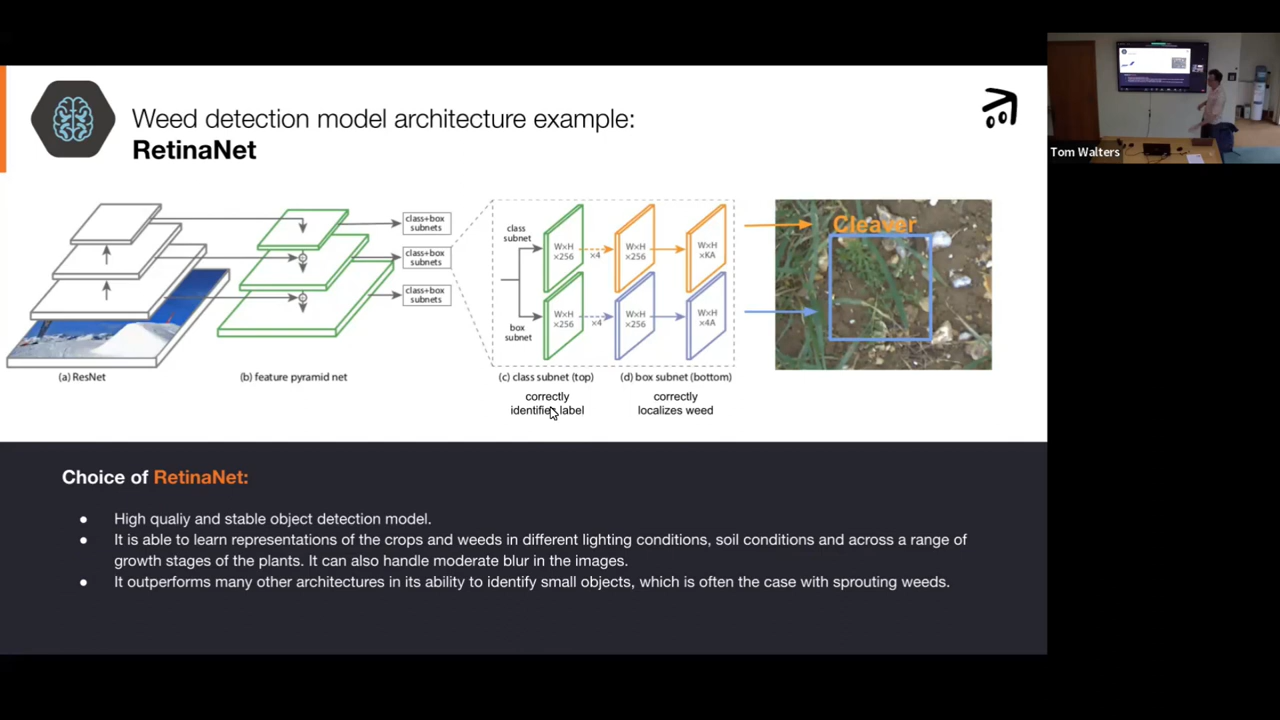 Weed detection model architecture example:
RetinaNet
Tom Walters
class+box
subnets
class+box
subnets
class+box
subnets
class
subnet
W×H
×256
×4
W×H
×256
W×H
×KA
box
subnet
W×H
×256
×4
W×H
×256
W×H
×4A
Cleaver
(a) ResNet
(b) feature pyramid net
(c) class subnet (top)
(d) box subnet (bottom)
correctly
identifies label
correctly
localizes weed
Choice of RetinaNet:
● High qualiy and stable object detection model.
● It is able to learn representations of the crops and weeds in different lighting conditions, soil conditions and across a range of
growth stages of the plants. It can also handle moderate blur in the images.
● It outperforms many other architectures in its ability to identify small objects, which is often the case with sprouting weeds.